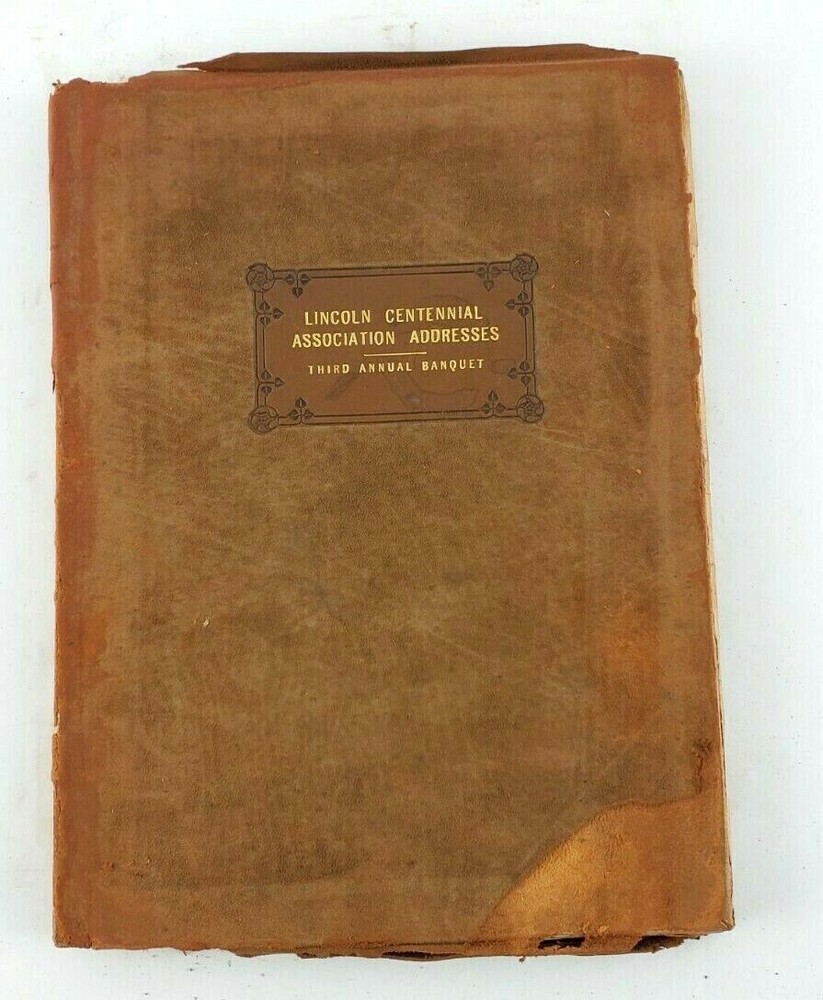 LINCOLN CENTENNIAL
ASSOCIATION ADDRESSES
THIRD ANNUAL BANQUET